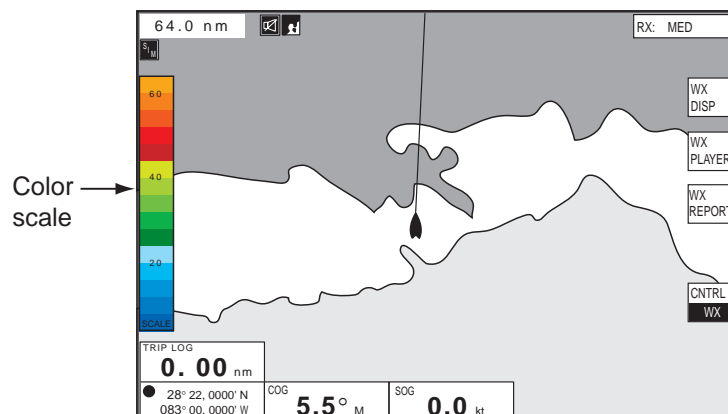 64.0 nm
RX: MED
SIM
60
WX
DISP
WX
PLAYER
40
Color
scale
WX
REPORT
20
CNTRL
WX
SCALE
TRIP LOG
0.00 nm
28° 22, 0000' N
083° 00, 0000' W
COG
5.5° M
SOG
0.0 kt